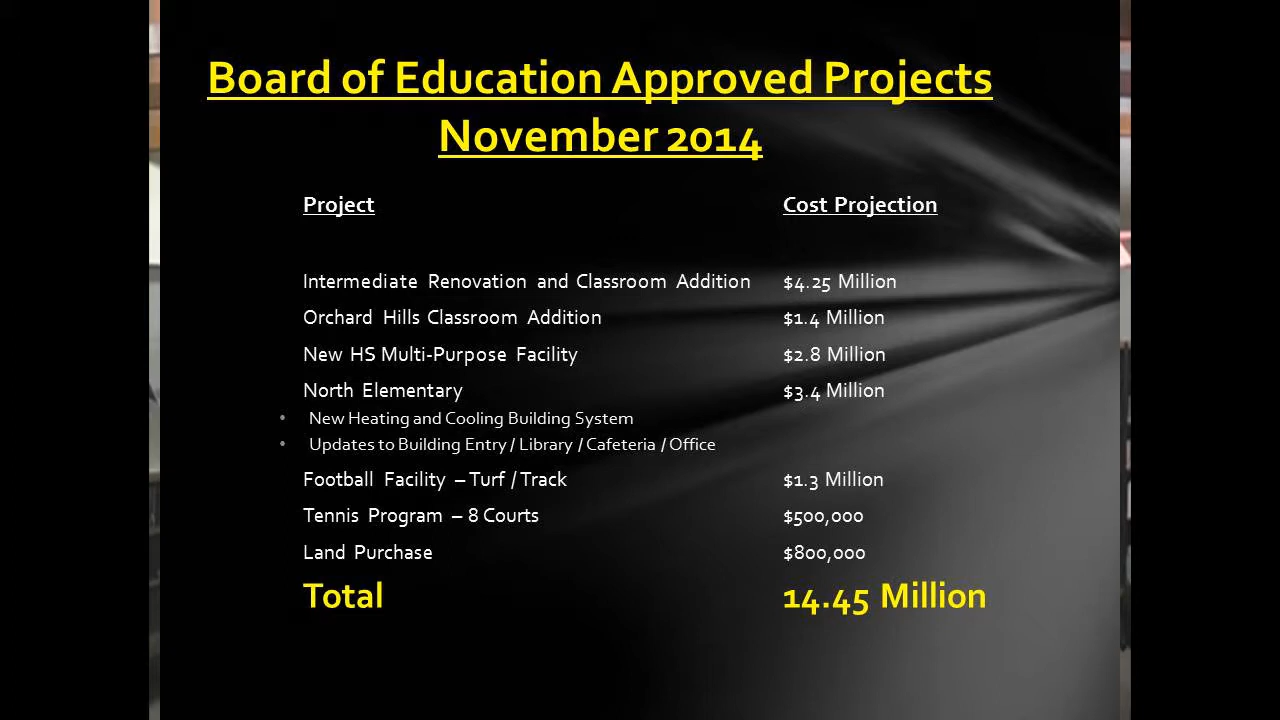 Board of Education Approved Projects
November 2014
Project Cost Projection
Intermediate Renovation and Classroom Addition $4.25 Million
Orchard Hills Classroom Addition $1.4 Million
New HS Multi-Purpose Facility $2.8 Million
North Elementary $3.4 Million
• New Heating and Cooling Building System
• Updates to Building Entry / Library / Cafeteria / Office
Football Facility – Turf / Track $1.3 Million
Tennis Program – 8 Courts $500,000
Land Purchase $800,000
Total 14.45 Million